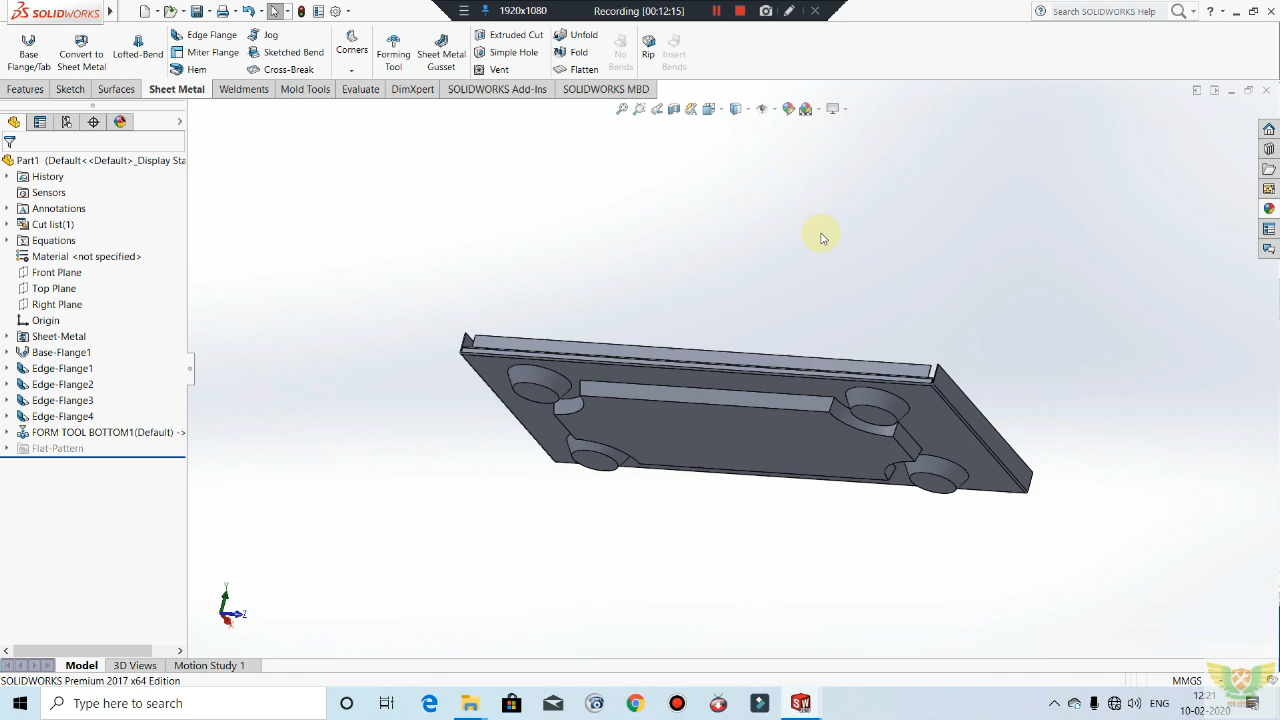 SOLIDWORKS
1920x1080
Recording [00:12:15]
Search SOLIDWORKS Help
Base Flange/Tab
Convert to Sheet Metal
Lofted-Bend
Edge Flange
Miter Flange
Hem
Jog
Sketched Bend
Cross-Break
Corners
Forming Tool
Sheet Metal Gusset
Extruded Cut
Simple Hole
Vent
Unfold
Fold
Flatten
No Bends
Rip
Insert Bends
Features
Sketch
Surfaces
Sheet Metal
Weldments
Mold Tools
Evaluate
DimXpert
SOLIDWORKS Add-Ins
SOLIDWORKS MBD
Part1 (Default<<Default>_Display Sta
History
Sensors
Annotations
Cut list(1)
Equations
Material <not specified>
Front Plane
Top Plane
Right Plane
Origin
Sheet-Metal
Base-Flange1
Edge-Flange1
Edge-Flange2
Edge-Flange3
Edge-Flange4
FORM TOOL BOTTOM1(Default) ->
Flat-Pattern
Y
Z
X
Model
3D Views
Motion Study 1
SOLIDWORKS Premium 2017 x64 Edition
MMGS
Type here to search
ENG
12:21
10-02-2020